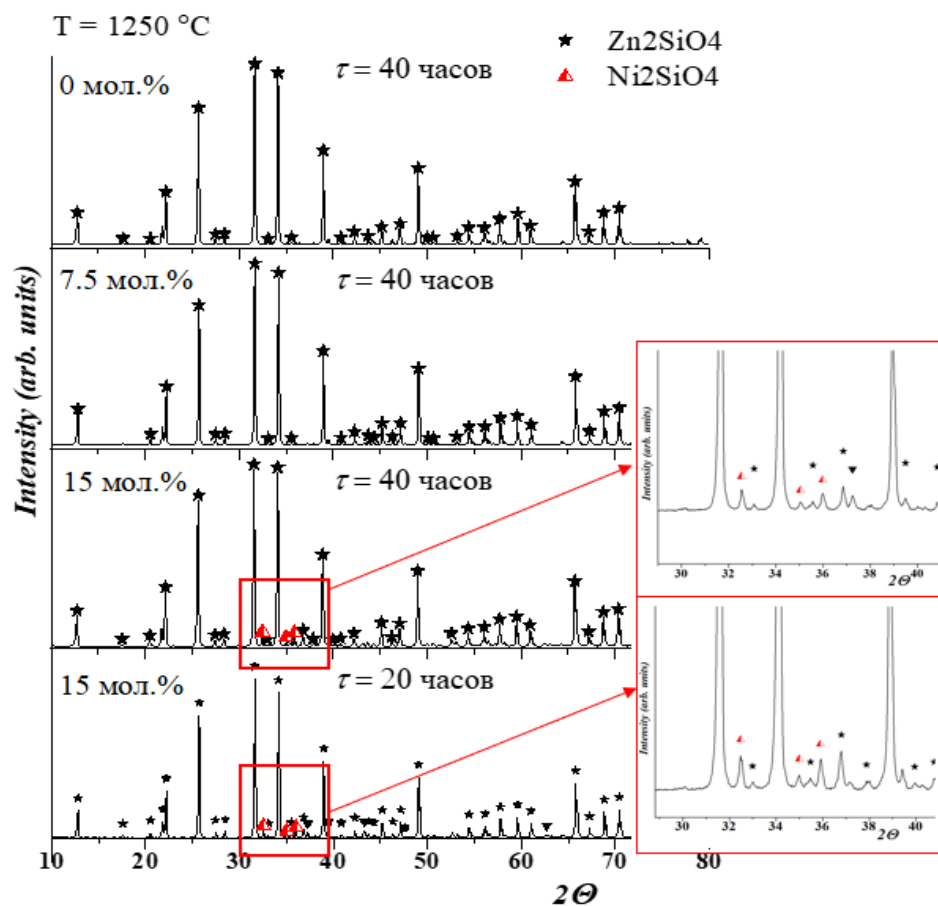 T = 1250 °C
Zn2SiO4
Ni2SiO4
0 мол.%
τ = 40 часов
7.5 мол.%
τ = 40 часов
15 мол.%
τ = 40 часов
15 мол.%
τ = 20 часов
Intensity (arb. units)
10 20 30 40 50 60 70 80
2Θ
Intensity (arb. units)
30 32 34 36 38 40
2Θ
Intensity (arb. units)
30 32 34 36 38 40
2Θ